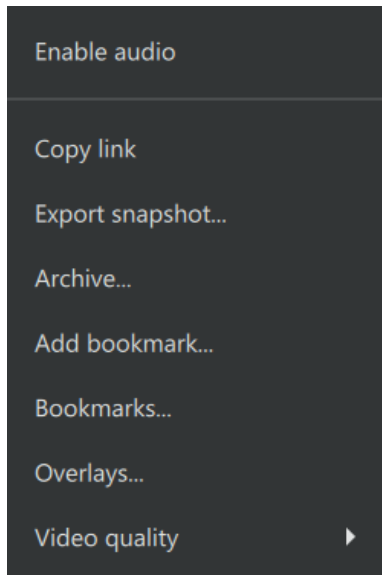 Enable audio
Copy link
Export snapshot...
Archive...
Add bookmark...
Bookmarks...
Overlays...
Video quality